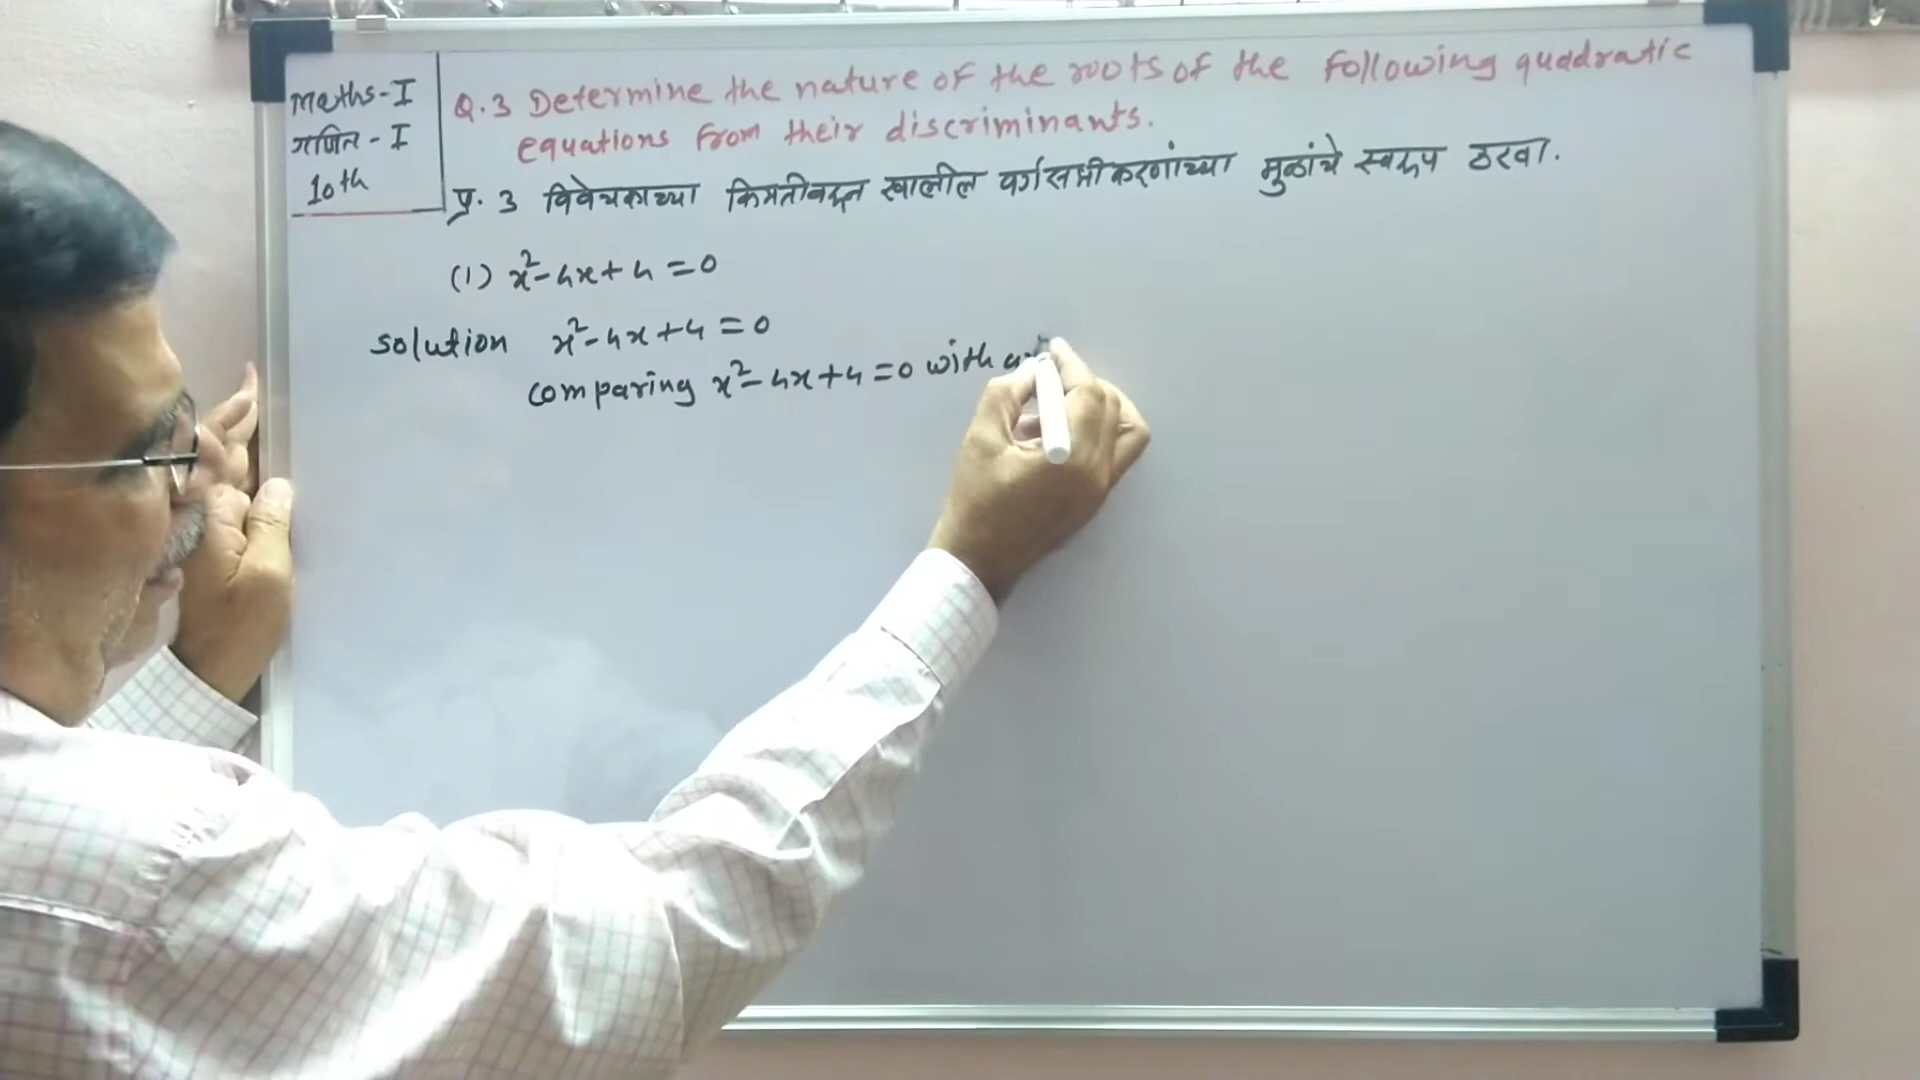 Maths-I
गणित-I
10th
Q.3 Determine the nature of the roots of the following quadratic
equations from their discriminants.
प्र. 3 विवेचकाच्या किंमतीवरून खालील वर्गसमीकरणांच्या मुळांचे स्वरूप ठरवा.
(1) x²-4x+4=0
solution x²-4x+4=0
comparing x²-4x+4=0 with